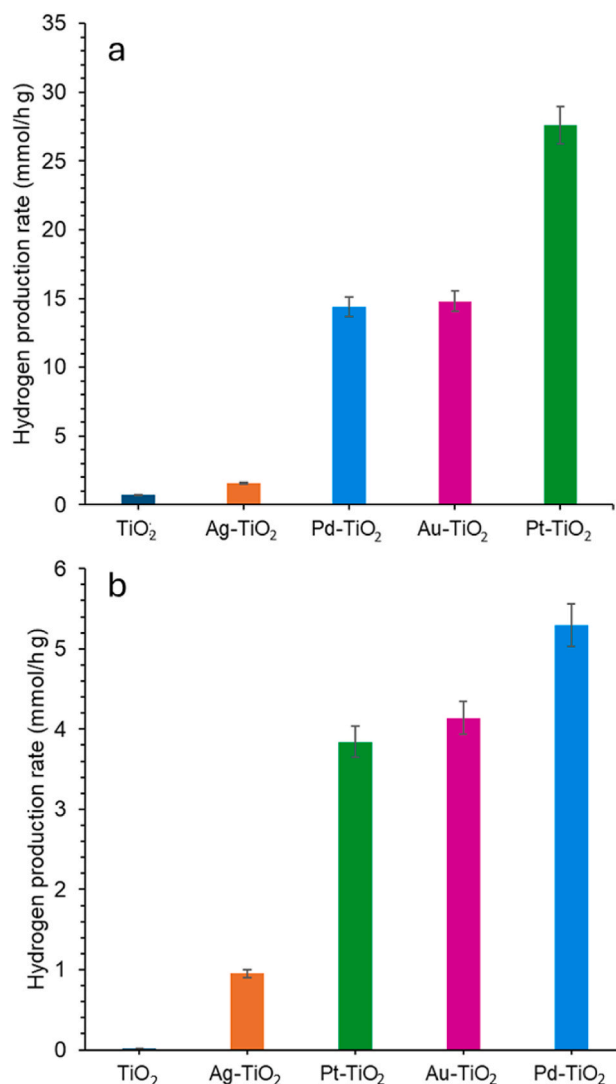 a
Hydrogen production rate (mmol/h g)
35
30
25
20
15
10
5
0
TiO₂ Ag-TiO₂ Pd-TiO₂ Au-TiO₂ Pt-TiO₂
b
Hydrogen production rate (mmol/h g)
6
5
4
3
2
1
0
TiO₂ Ag-TiO₂ Pt-TiO₂ Au-TiO₂ Pd-TiO₂